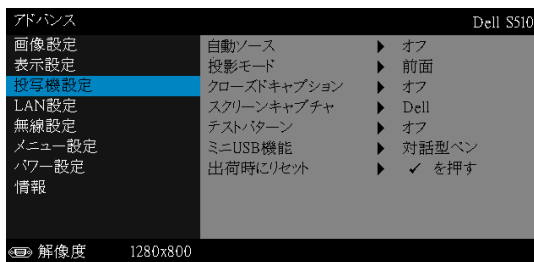 アドバンス Dell S510
画像設定
表示設定
投写機設定
LAN設定
無線設定
メニュー設定
パワー設定
情報
自動ソース ▶ オフ
投影モード ▶ 前面
クローズドキャプション ▶ オフ
スクリーンキャプチャ ▶ Dell
テストパターン ▶ オフ
ミニUSB機能 ▶ 対話型ペン
出荷時にリセット ▶ ✓ を押す
解像度 1280x800